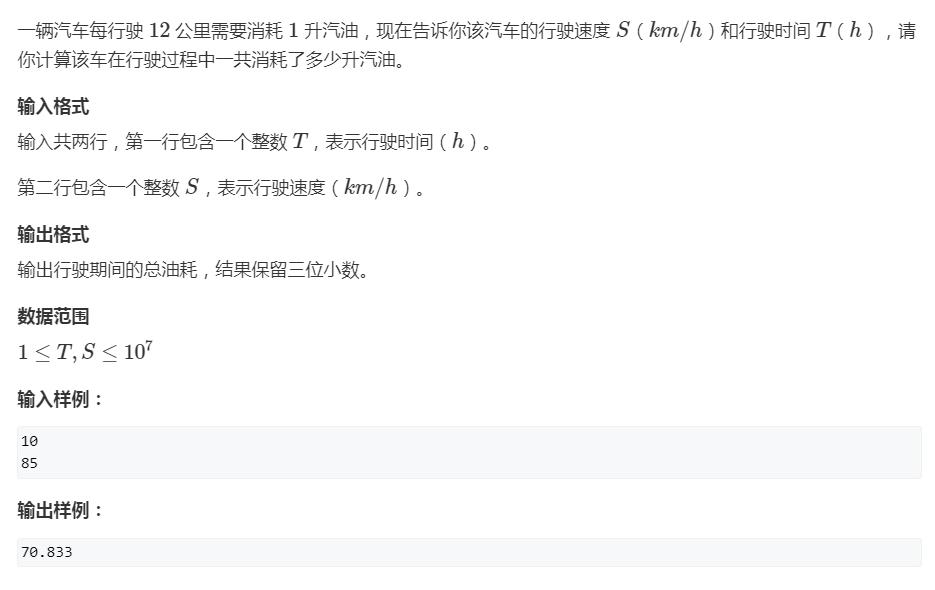 一辆汽车每行驶 12 公里需要消耗 1 升汽油，现在告诉你该汽车的行驶速度 S（km/h）和行驶时间 T（h），请
你计算该车在行驶过程中一共消耗了多少升汽油。
输入格式
输入共两行，第一行包含一个整数 T，表示行驶时间（h）。
第二行包含一个整数 S，表示行驶速度（km/h）。
输出格式
输出行驶期间的总油耗，结果保留三位小数。
数据范围
1 ≤ T, S ≤ 10⁷
输入样例：
10
85
输出样例：
70.833